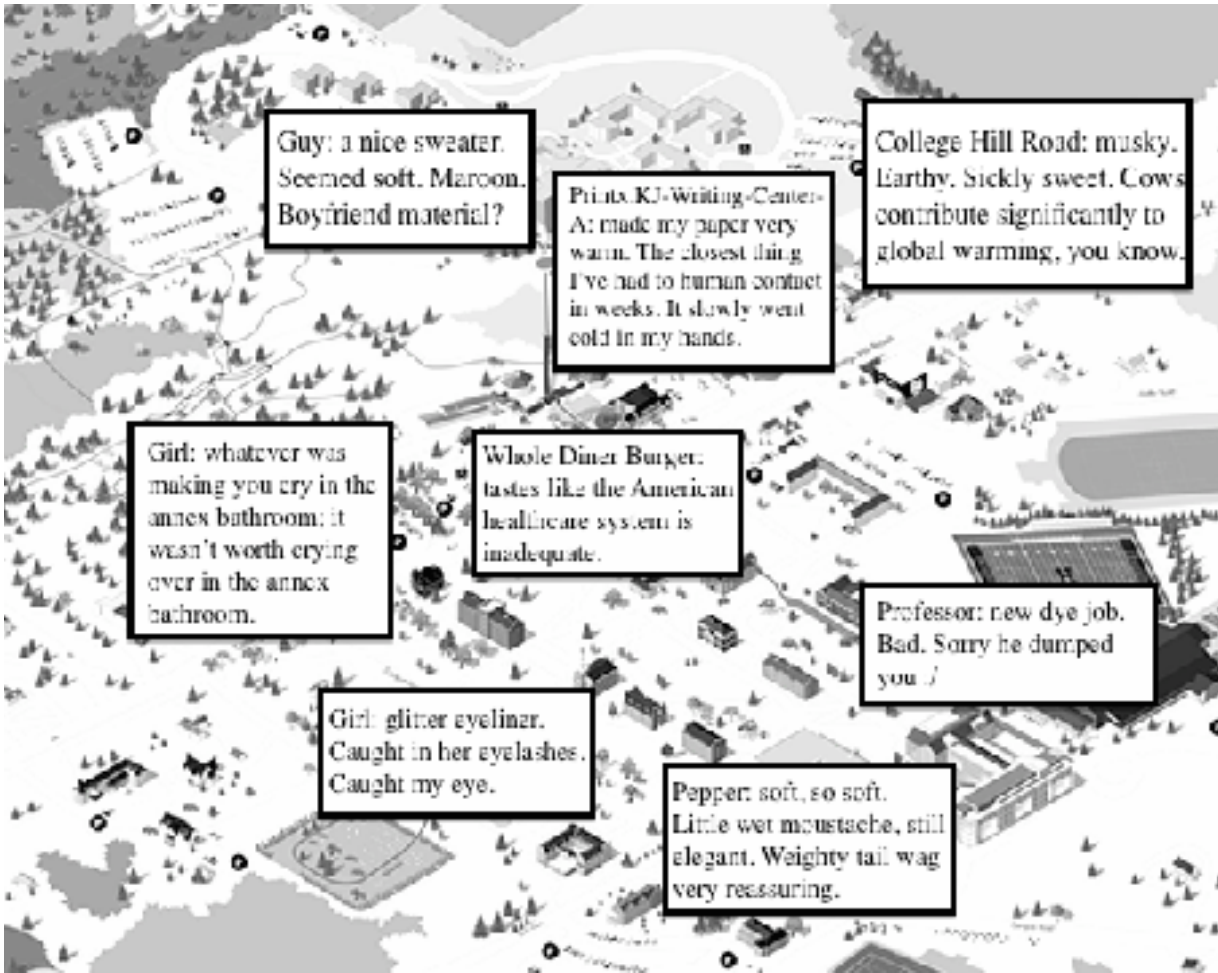 Guy: a nice sweater.
Seemed soft. Maroon.
Boyfriend material?
College Hill Road: musky.
Earthy. Sickly sweet. Cows
contribute significantly to
global warming, you know.
Printx KJ-Writing-Center-
A: made my paper very
warm. The closest thing
I've had to human contact
in weeks. It slowly went
cold in my hands.
Girl: whatever was
making you cry in the
annex bathroom: it
wasn't worth crying
over in the annex
bathroom.
Whole Diner Burger:
tastes like the American
healthcare system is
inadequate.
Professor: new dye job.
Bad. Sorry he dumped
you :/
Girl: glitter eyeliner.
Caught in her eyelashes.
Caught my eye.
Pepper: soft, so soft.
Little wet moustache, still
elegant. Weighty tail wag
very reassuring.